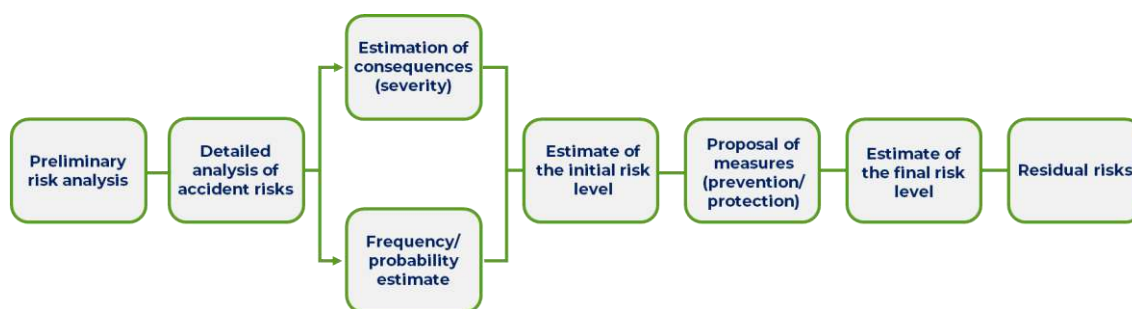 Preliminary
risk analysis
Detailed
analysis of
accident risks
Estimation of
consequences
(severity)
Frequency/
probability
estimate
Estimate of
the initial risk
level
Proposal of
measures
(prevention/
protection)
Estimate of
the final risk
level
Residual risks